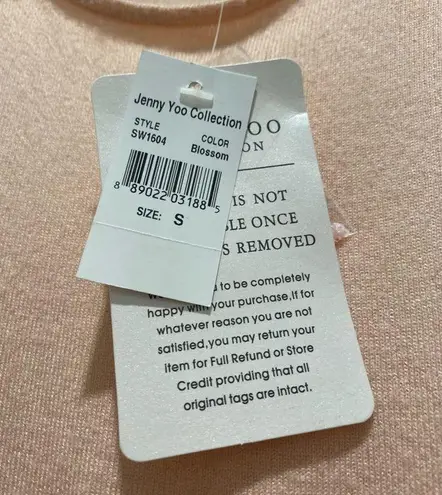 Jenny Yoo Collection
STYLE
COLOR
SW1604
Blossom
8 89022 03188 5
SIZE: S
OO
ON
IS NOT
LE ONCE
S REMOVED
to be completely
happy with your purchase,If for
whatever reason you are not
satisfied,you may return your
item for Full Refund or Store
Credit providing that all
original tags are intact.